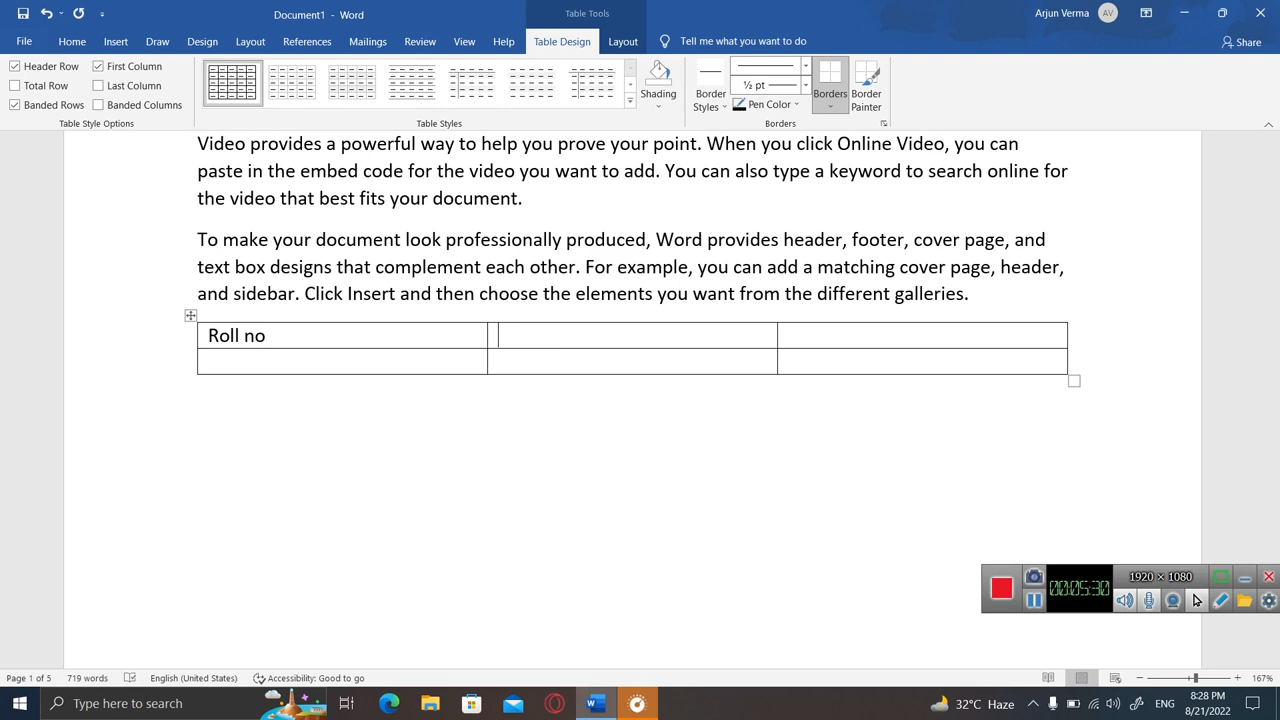 Document1 - Word
Table Tools
Arjun Verma
AV
File
Home
Insert
Draw
Design
Layout
References
Mailings
Review
View
Help
Table Design
Layout
Tell me what you want to do
Share
Header Row
First Column
Total Row
Last Column
Banded Rows
Banded Columns
Table Style Options
Table Styles
Shading
Border
Styles
½ pt
Pen Color
Borders
Border
Painter
Borders
Video provides a powerful way to help you prove your point. When you click Online Video, you can
paste in the embed code for the video you want to add. You can also type a keyword to search online for
the video that best fits your document.
To make your document look professionally produced, Word provides header, footer, cover page, and
text box designs that complement each other. For example, you can add a matching cover page, header,
and sidebar. Click Insert and then choose the elements you want from the different galleries.
Roll no
00:05:30
1920 × 1080
Page 1 of 5
719 words
English (United States)
Accessibility: Good to go
167%
Type here to search
32°C Haze
ENG
8:28 PM
8/21/2022